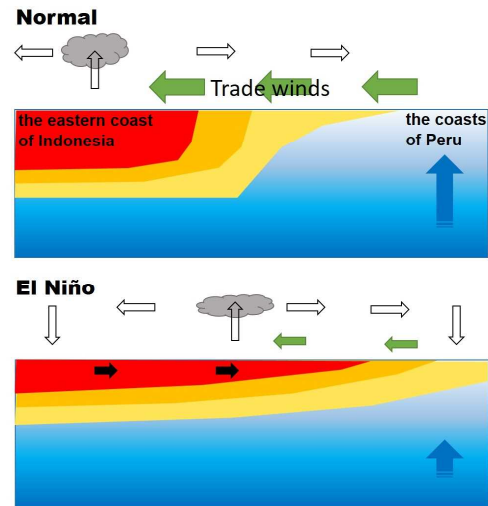 Normal
Trade winds
the eastern coast
of Indonesia
the coasts
of Peru
El Niño